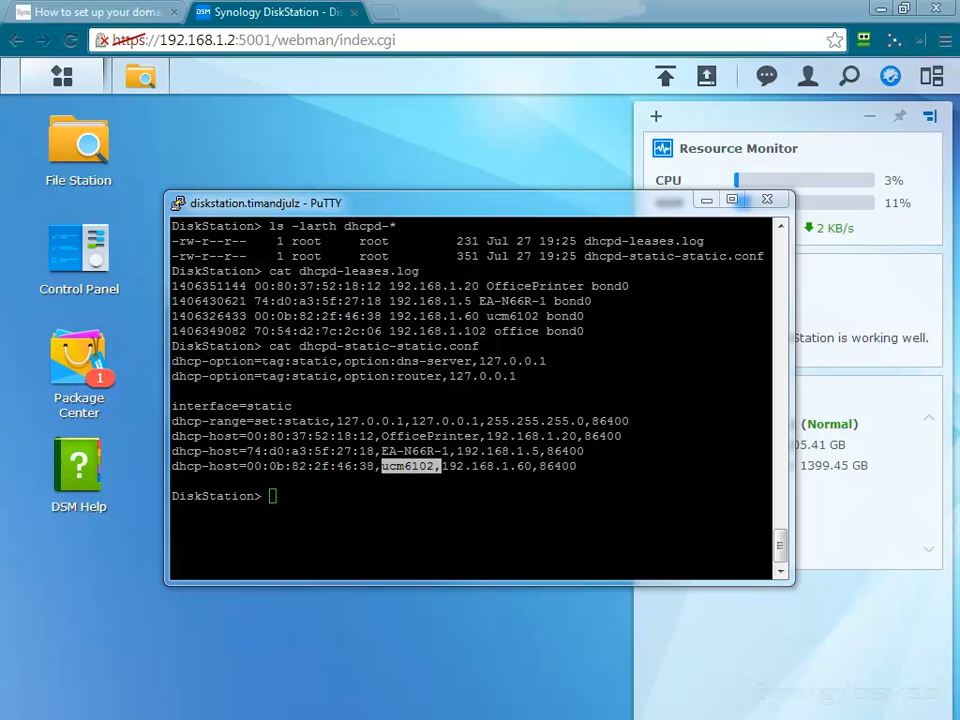 How to set up your doma
Synology DiskStation - Dis
https://192.168.1.2:5001/webman/index.cgi
File Station
Control Panel
Package
Center
1
DSM Help
Resource Monitor
CPU
3%
11%
2 KB/s
Station is working well.
(Normal)
1399.45 GB
diskstation.timandjulz - PuTTY
DiskStation> ls -larth dhcpd-*
-rw-r--r-- 1 root root 231 Jul 27 19:25 dhcpd-leases.log
-rw-r--r-- 1 root root 351 Jul 27 19:25 dhcpd-static-static.conf
DiskStation> cat dhcpd-leases.log
1406351144 00:80:37:52:18:12 192.168.1.20 OfficePrinter bond0
1406430621 74:d0:a3:5f:27:18 192.168.1.5 EA-N66R-1 bond0
1406326433 00:0b:82:2f:46:38 192.168.1.60 ucm6102 bond0
1406349082 70:54:d2:7c:2c:06 192.168.1.102 office bond0
DiskStation> cat dhcpd-static-static.conf
dhcp-option=tag:static,option:dns-server,127.0.0.1
dhcp-option=tag:static,option:router,127.0.0.1
interface=static
dhcp-range=set:static,127.0.0.1,127.0.0.1,255.255.255.0,86400
dhcp-host=00:80:37:52:18:12,OfficePrinter,192.168.1.20,86400
dhcp-host=74:d0:a3:5f:27:18,EA-N66R-1,192.168.1.5,86400
dhcp-host=00:0b:82:2f:46:38,ucm6102,192.168.1.60,86400
DiskStation>